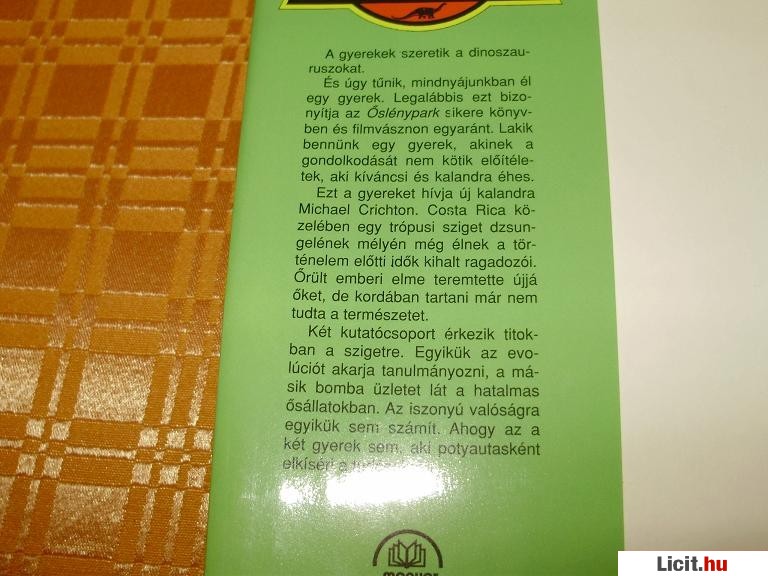 A gyerekek szeretik a dinoszau-
ruszokat.
És úgy tűnik, mindnyájunkban él
egy gyerek. Legalábbis ezt bizo-
nyítja az Őslénypark sikere könyv-
ben és filmvásznon egyaránt. Lakik
bennünk egy gyerek, akinek a
gondolkodását nem kötik előítéle-
tek, aki kíváncsi és kalandra éhes.
Ezt a gyereket hívja új kalandra
Michael Crichton. Costa Rica kö-
zelében egy trópusi sziget dzsun-
gelének mélyén még élnek a tör-
ténelem előtti idők kihalt ragadozói.
Őrült emberi elme teremtette újjá
őket, de kordában tartani már nem
tudta a természetet.
Két kutatócsoport érkezik titok-
ban a szigetre. Egyikük az evo-
lúciót akarja tanulmányozni, a má-
sik bomba üzletet lát a hatalmas
ősállatokban. Az iszonyú valóságra
egyikük sem számít. Ahogy az a
két gyerek sem, aki potyautasként
elkíséri a
Licit.hu